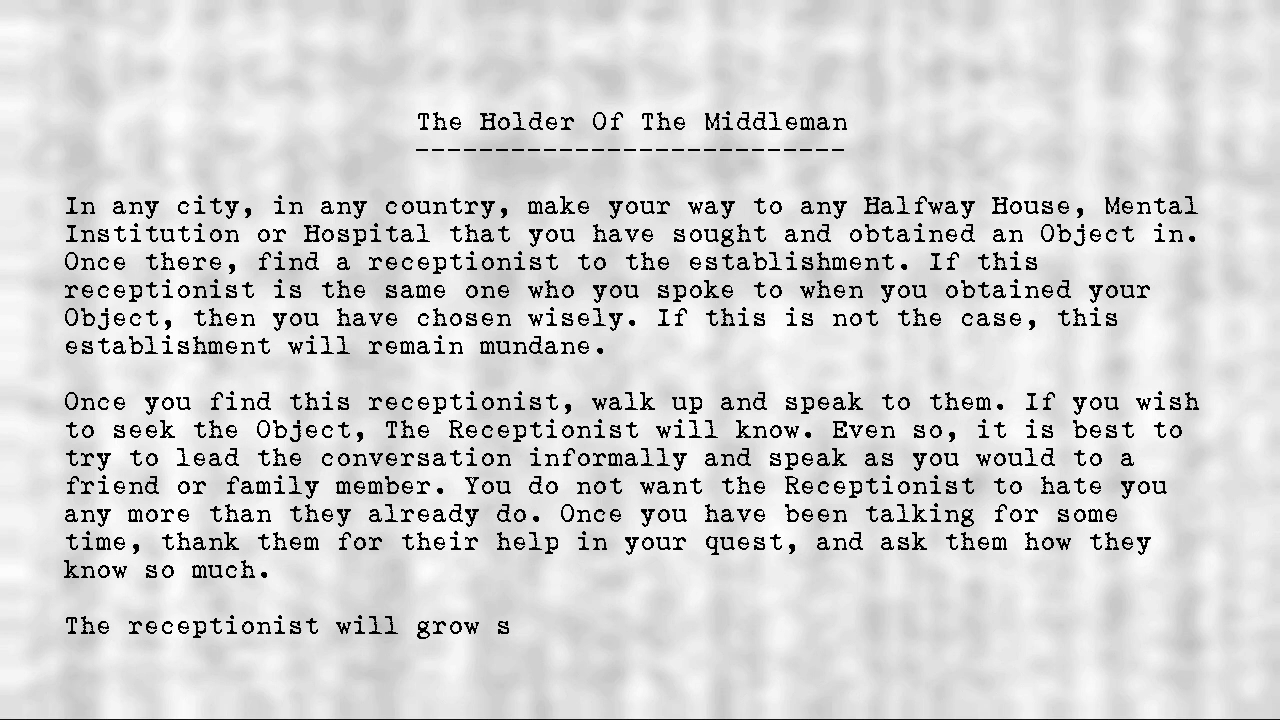 The Holder Of The Middleman
---------------------------
In any city, in any country, make your way to any Halfway House, Mental
Institution or Hospital that you have sought and obtained an Object in.
Once there, find a receptionist to the establishment. If this
receptionist is the same one who you spoke to when you obtained your
Object, then you have chosen wisely. If this is not the case, this
establishment will remain mundane.
Once you find this receptionist, walk up and speak to them. If you wish
to seek the Object, The Receptionist will know. Even so, it is best to
try to lead the conversation informally and speak as you would to a
friend or family member. You do not want the Receptionist to hate you
any more than they already do. Once you have been talking for some
time, thank them for their help in your quest, and ask them how they
know so much.
The receptionist will grow s